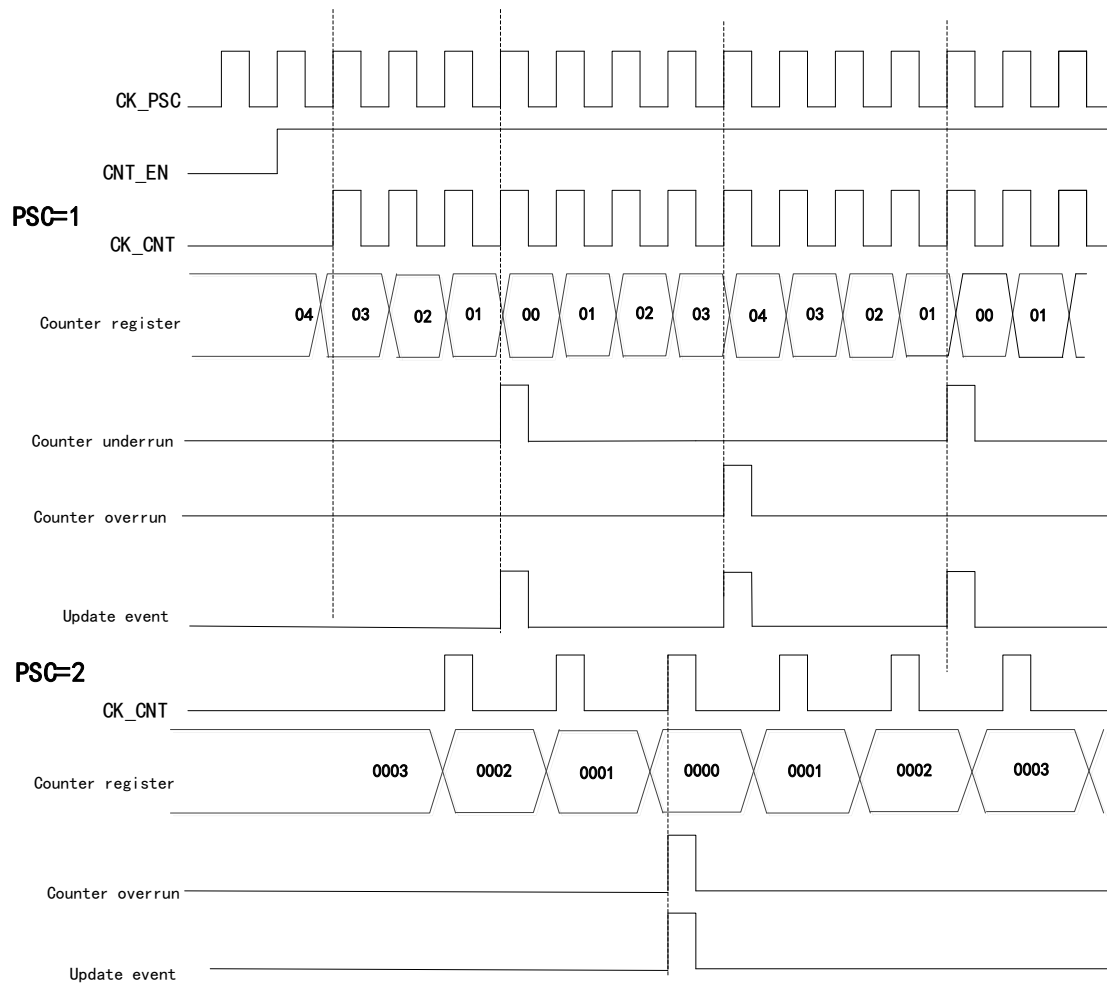 CK_PSC
CNT_EN
PSC=1
CK_CNT
Counter register 04 03 02 01 00 01 02 03 04 03 02 01 00 01
Counter underrun
Counter overrun
Update event
PSC=2
CK_CNT
Counter register 0003 0002 0001 0000 0001 0002 0003
Counter overrun
Update event